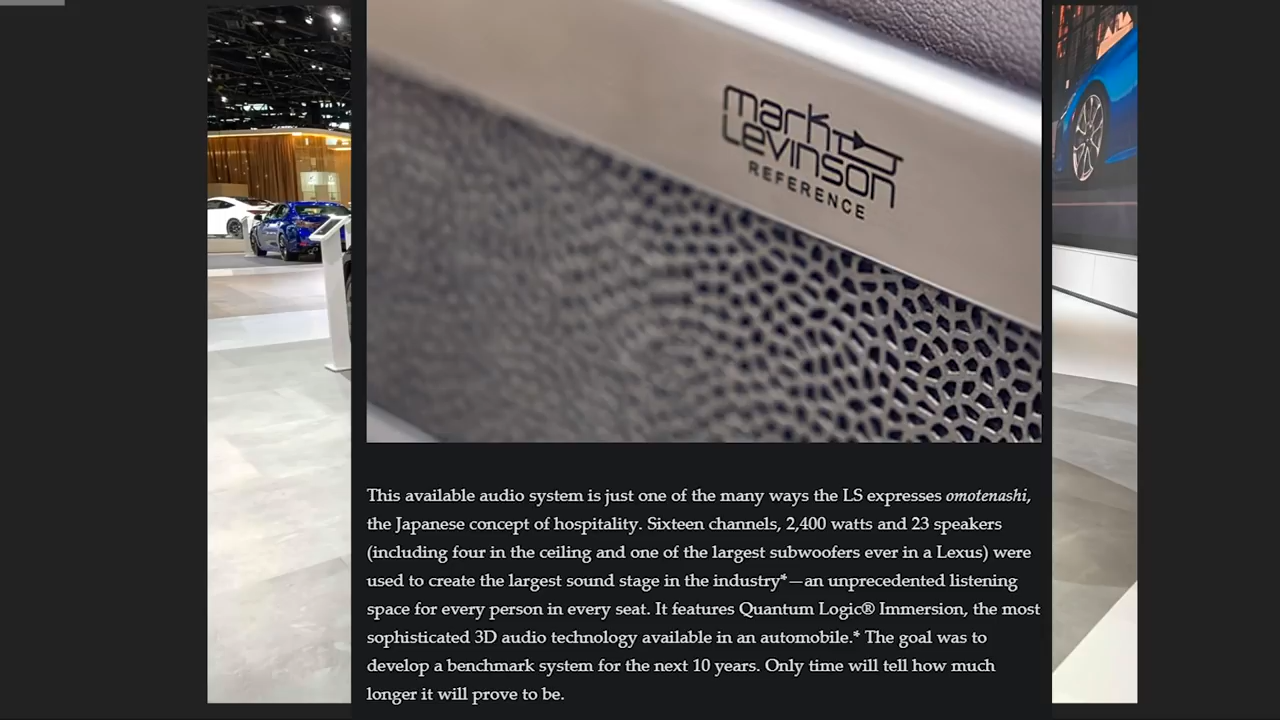 mark
Levinson
REFERENCE
This available audio system is just one of the many ways the LS expresses omotenashi,
the Japanese concept of hospitality. Sixteen channels, 2,400 watts and 23 speakers
(including four in the ceiling and one of the largest subwoofers ever in a Lexus) were
used to create the largest sound stage in the industry*—an unprecedented listening
space for every person in every seat. It features Quantum Logic® Immersion, the most
sophisticated 3D audio technology available in an automobile.* The goal was to
develop a benchmark system for the next 10 years. Only time will tell how much
longer it will prove to be.